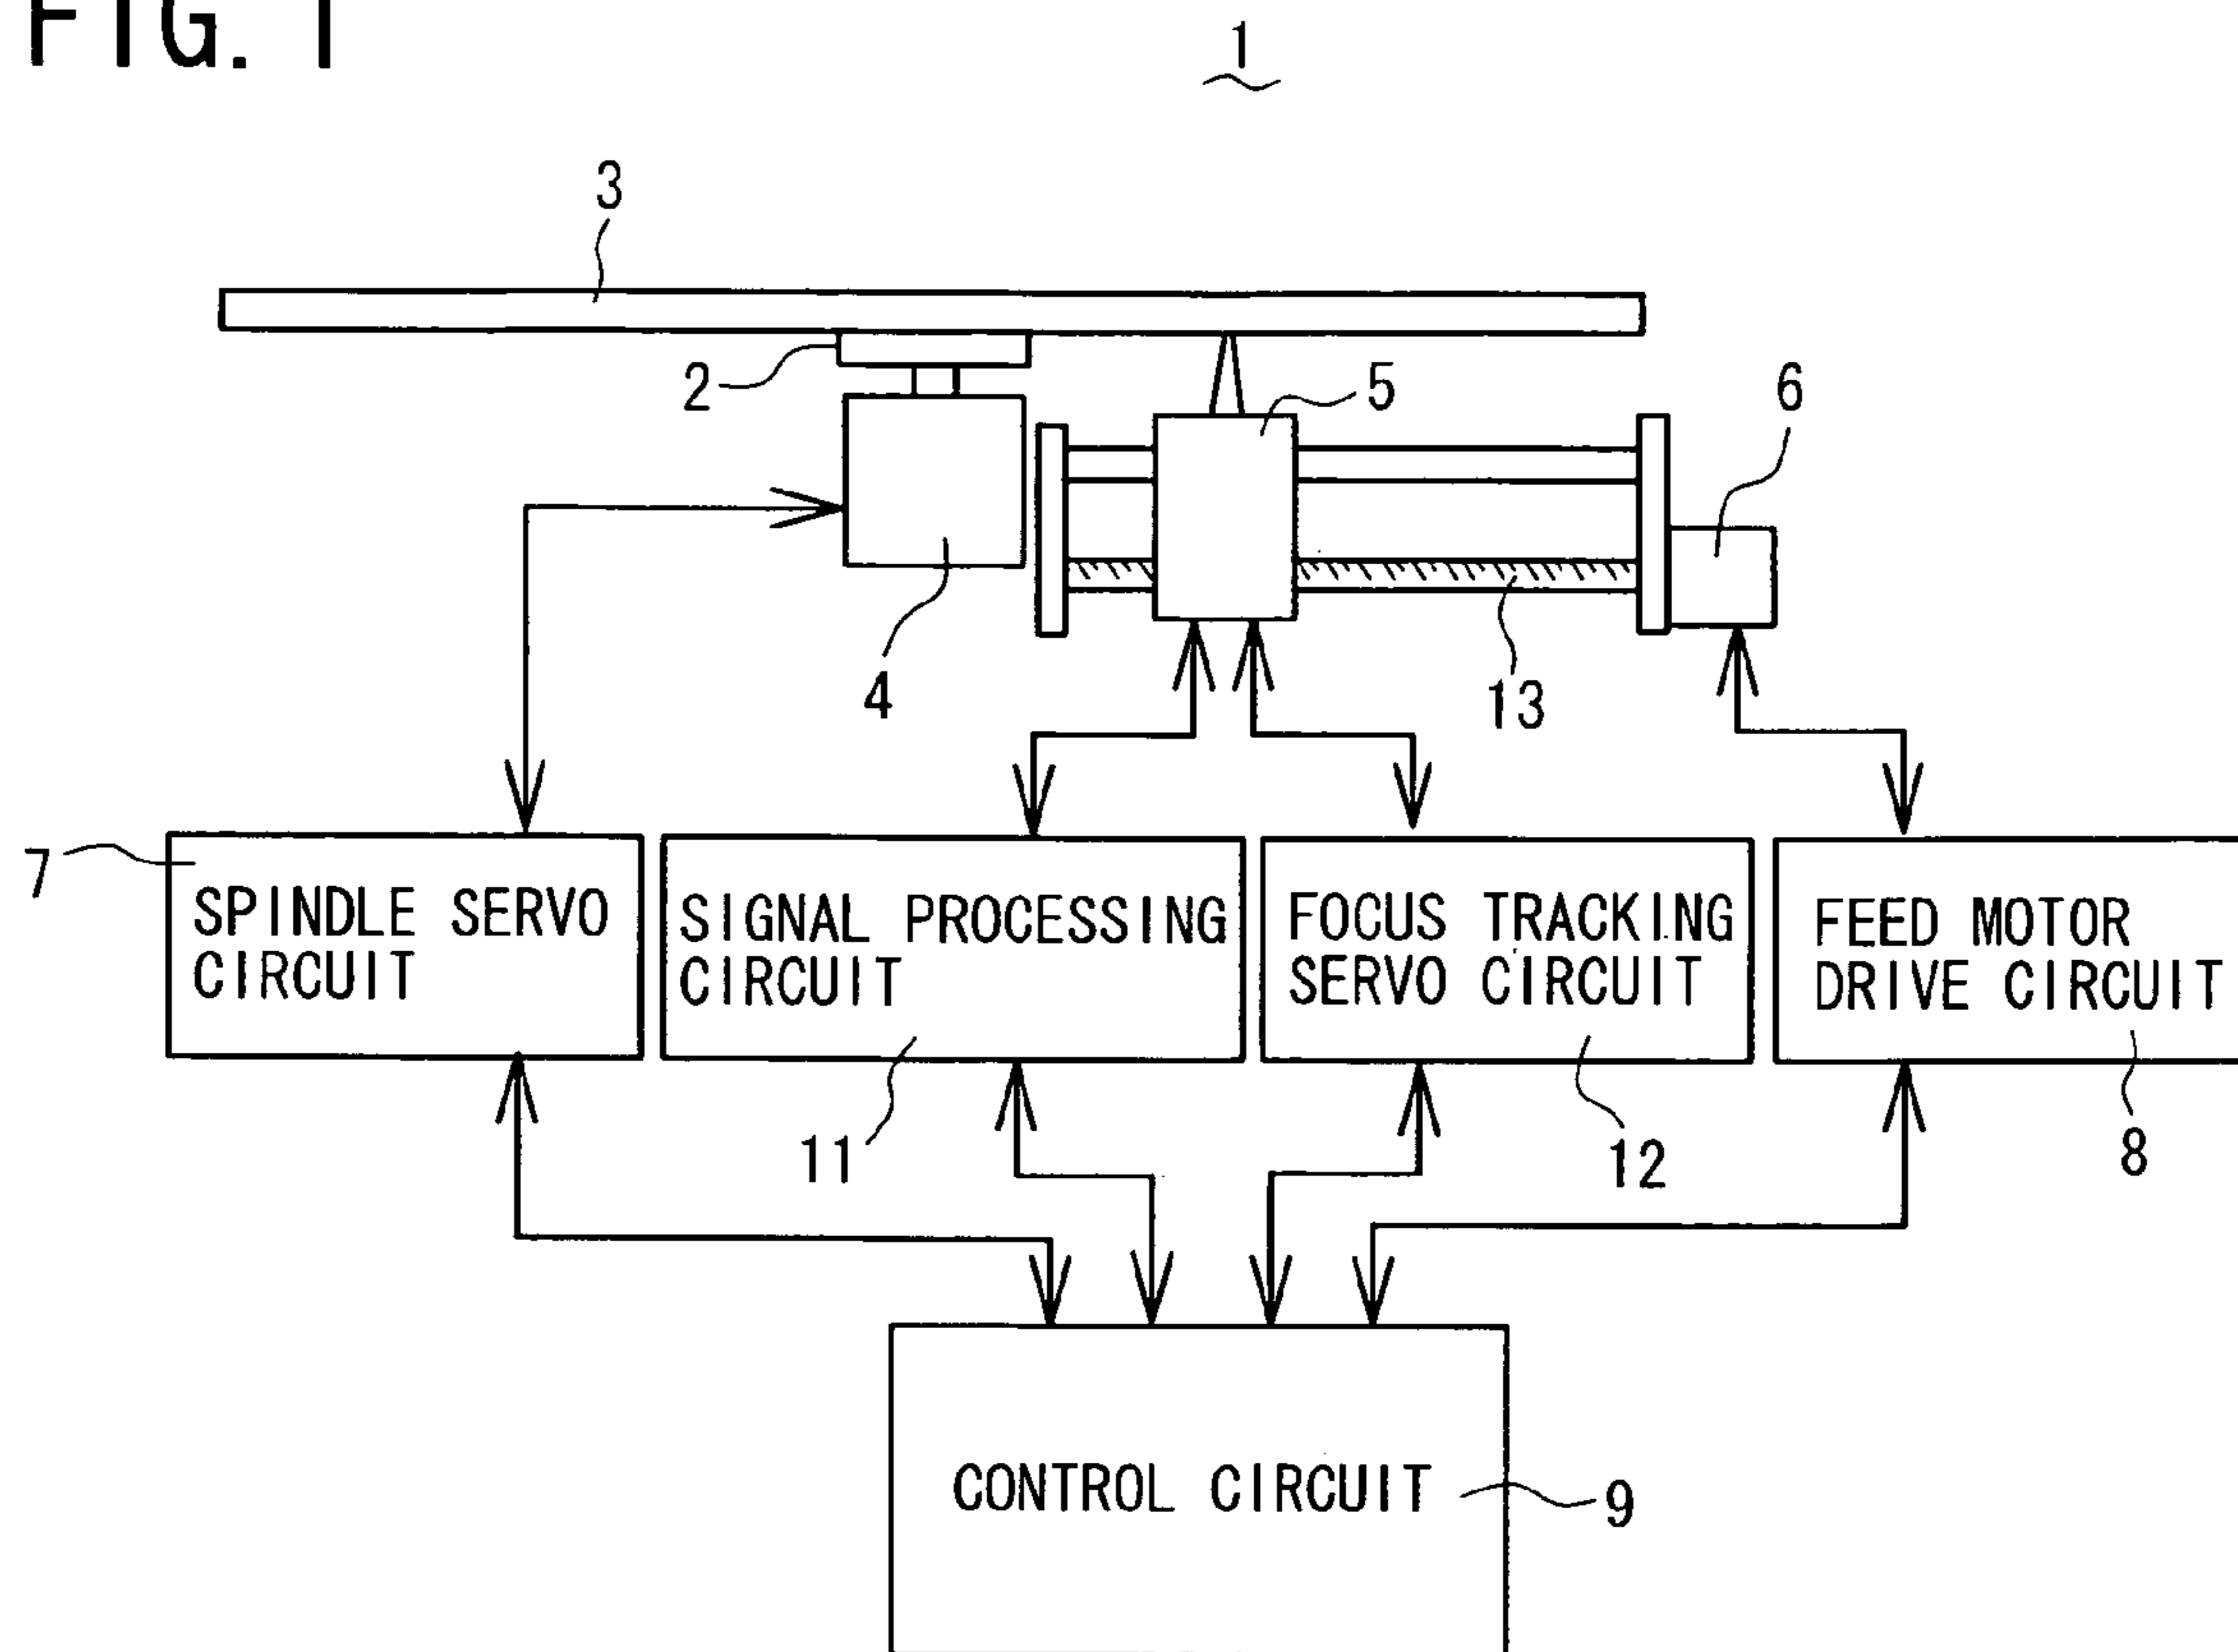 FIG. 1
1
3
2
5
6
4
13
7
SPINDLE SERVO
CIRCUIT
SIGNAL PROCESSING
CIRCUIT
FOCUS TRACKING
SERVO CIRCUIT
FEED MOTOR
DRIVE CIRCUIT
11
12
8
CONTROL CIRCUIT
9